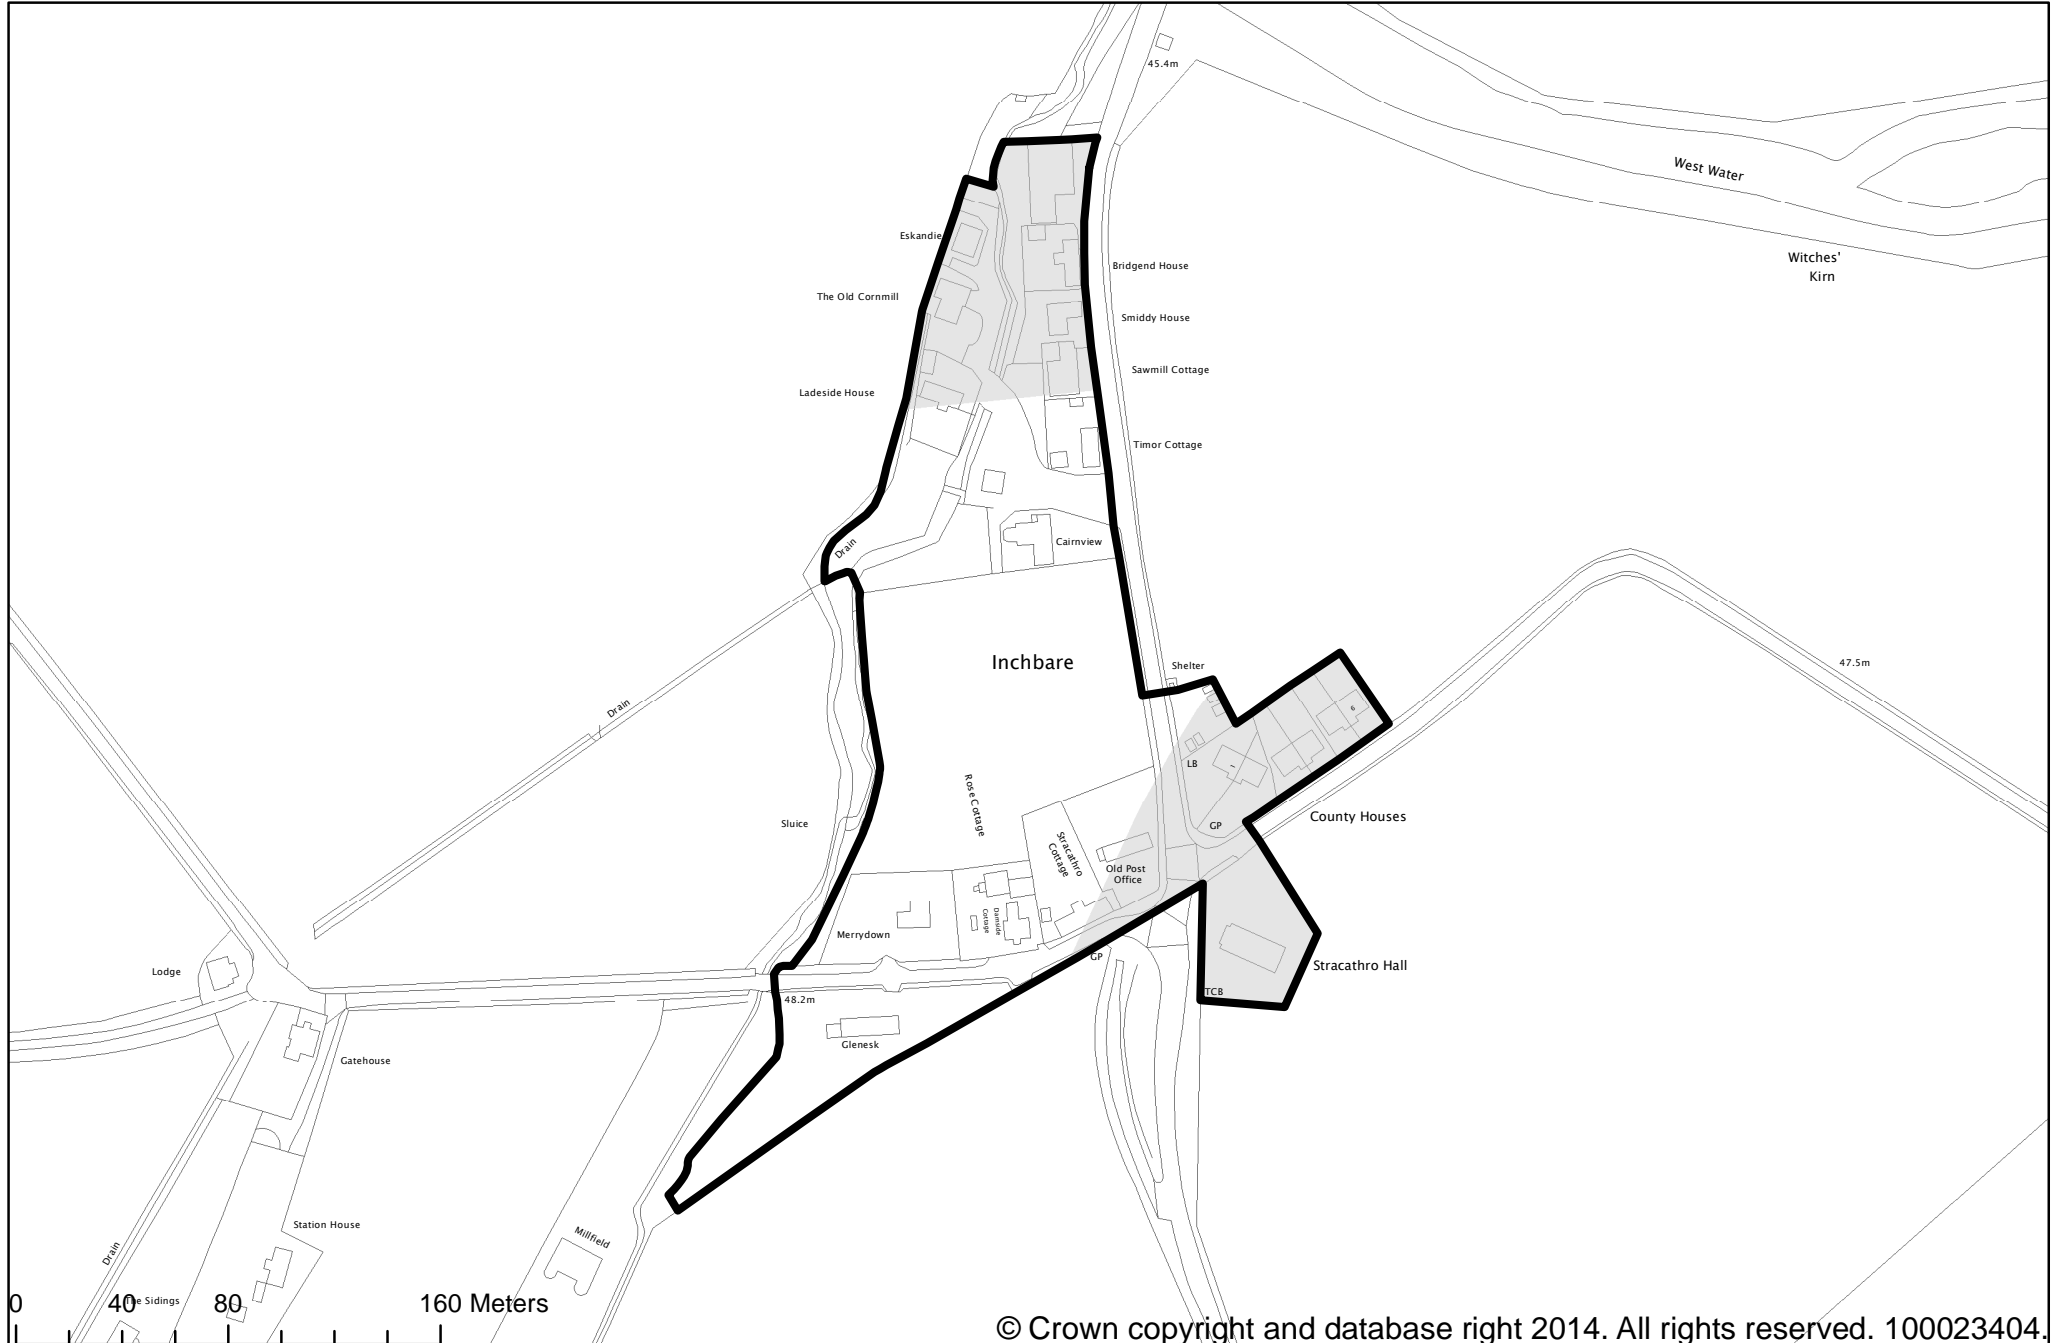 45.4m
West Water
Witches'
Kirn
Eskandie
Bridgend House
The Old Cornmill
Smiddy House
Sawmill Cottage
Ladeside House
Timor Cottage
Drain
Cairnview
Inchbare
Shelter
47.5m
Drain
6
LB
1
Rose Cottage
Sluice
GP
County Houses
Stracathro
Cottage
Old Post
Office
Damside
Cottage
Merrydown
GP
Lodge
Stracathro Hall
TCB
48.2m
Glenesk
Gatehouse
Station House
Millfield
Drain
The Sidings
0 40 80 160 Meters
© Crown copyright and database right 2014. All rights reserved. 100023404.